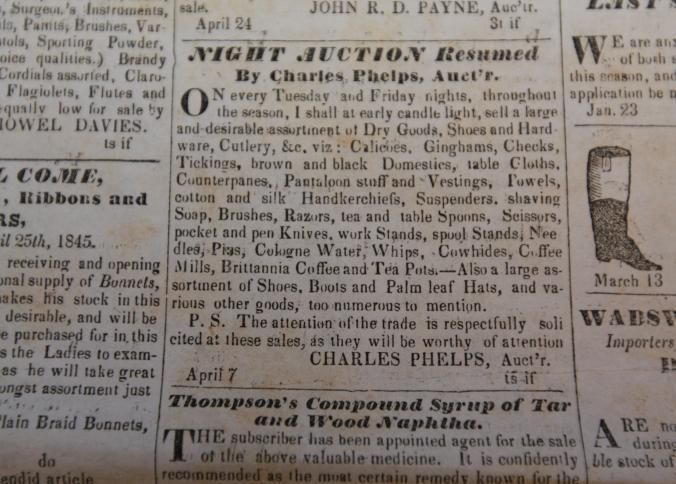 , Surgeon's Instruments,
ls, Paints, Brushes, Var-
tols, Sporting Powder,
oice qualities.) Brandy
Cordials assorted, Claro-
Flagiolets, Flutes and
equally low for sale by
HOWEL DAVIES.
ts if
L COME,
, Ribbons and
RS,
il 25th, 1845.
receiving and opening
onal supply of Bonnets,
akes his stock in this
desirable, and will be
e purchased for in this
s the Ladies to exam-
as he will take great
ongst assortment just
lain Braid Bonnets,
do
endid article
sale.
JOHN R. D. PAYNE, Auc'tr.
April 24 3t if
NIGHT AUCTION Resumed
By Charles Phelps, Auct'r.
ON every Tuesday and Friday nights, throughout
the season, I shall at early candle light, sell a large
and desirable assortment of Dry Goods, Shoes and Hard-
ware, Cutlery, &c. viz: Calicoes, Ginghams, Checks,
Tickings, brown and black Domestics, table Cloths,
Counterpanes, Pantaloon stuff and Vestings, Towels,
cotton and silk Handkerchiefs, Suspenders, shaving
Soap, Brushes, Razors, tea and table Spoons, Scissors,
pocket and pen Knives, work Stands, spool Stands, Nee
dles, Pins, Cologne Water, Whips, Cowhides, Coffee
Mills, Brittannia Coffee and Tea Pots.—Also a large as-
sortment of Shoes, Boots and Palm leaf Hats, and va-
rious other goods, too numerous to mention.
P. S. The attention of the trade is respectfully soli
cited at these sales, as they will be worthy of attention
CHARLES PHELPS, Auct'r.
April 7 ts if
Thompson's Compound Syrup of Tar
and Wood Naphtha.
THE subscriber has been appointed agent for the sale
of the above valuable medicine. It is confidently
recommended as the most certain remedy known for the
WE are anx
of both s
this season, and
application be m
Jan. 23
March 13
WADSW
Importers
ARE no
during
ble stock of